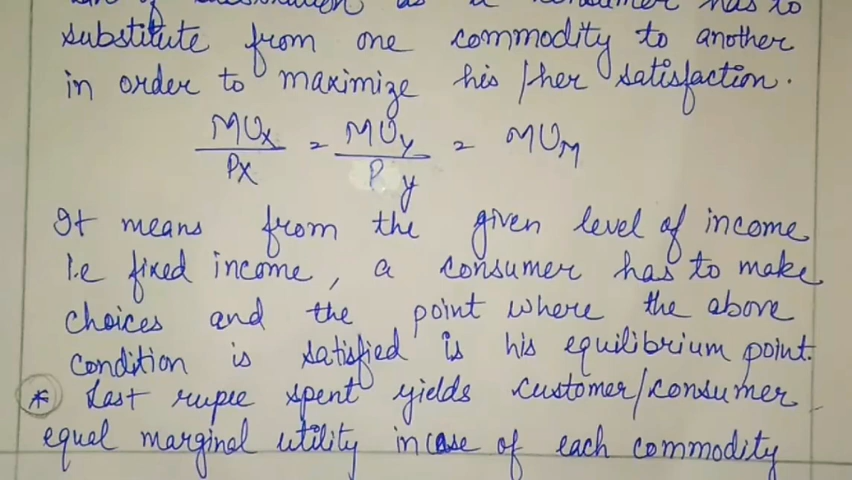 substitute from one commodity to another
in order to maximize his/her satisfaction.
MUx/Px = MUy/Py = MUM
It means from the given level of income
i.e fixed income, a consumer has to make
choices and the point where the above
condition is satisfied is his equilibrium point.
* Last rupee spent yields customer/consumer
equal marginal utility in case of each commodity